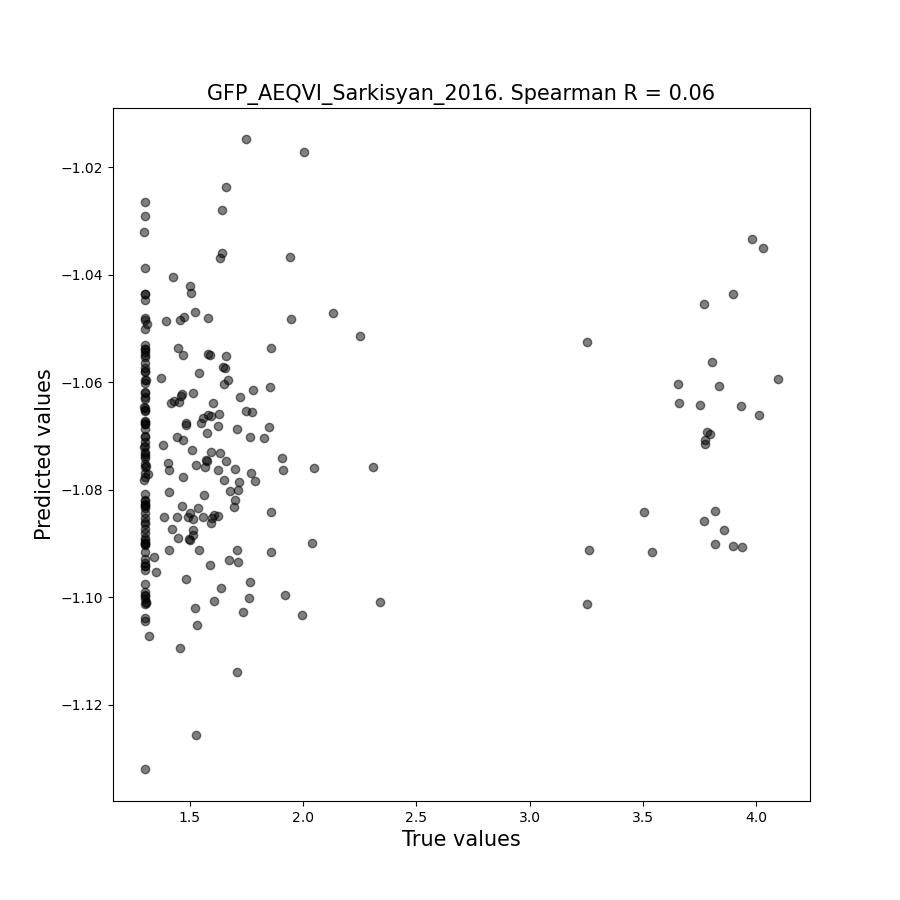 GFP_AEQVI_Sarkisyan_2016. Spearman R = 0.06
−1.02
−1.04
−1.06
−1.08
−1.10
−1.12
Predicted values
1.5 2.0 2.5 3.0 3.5 4.0
True values